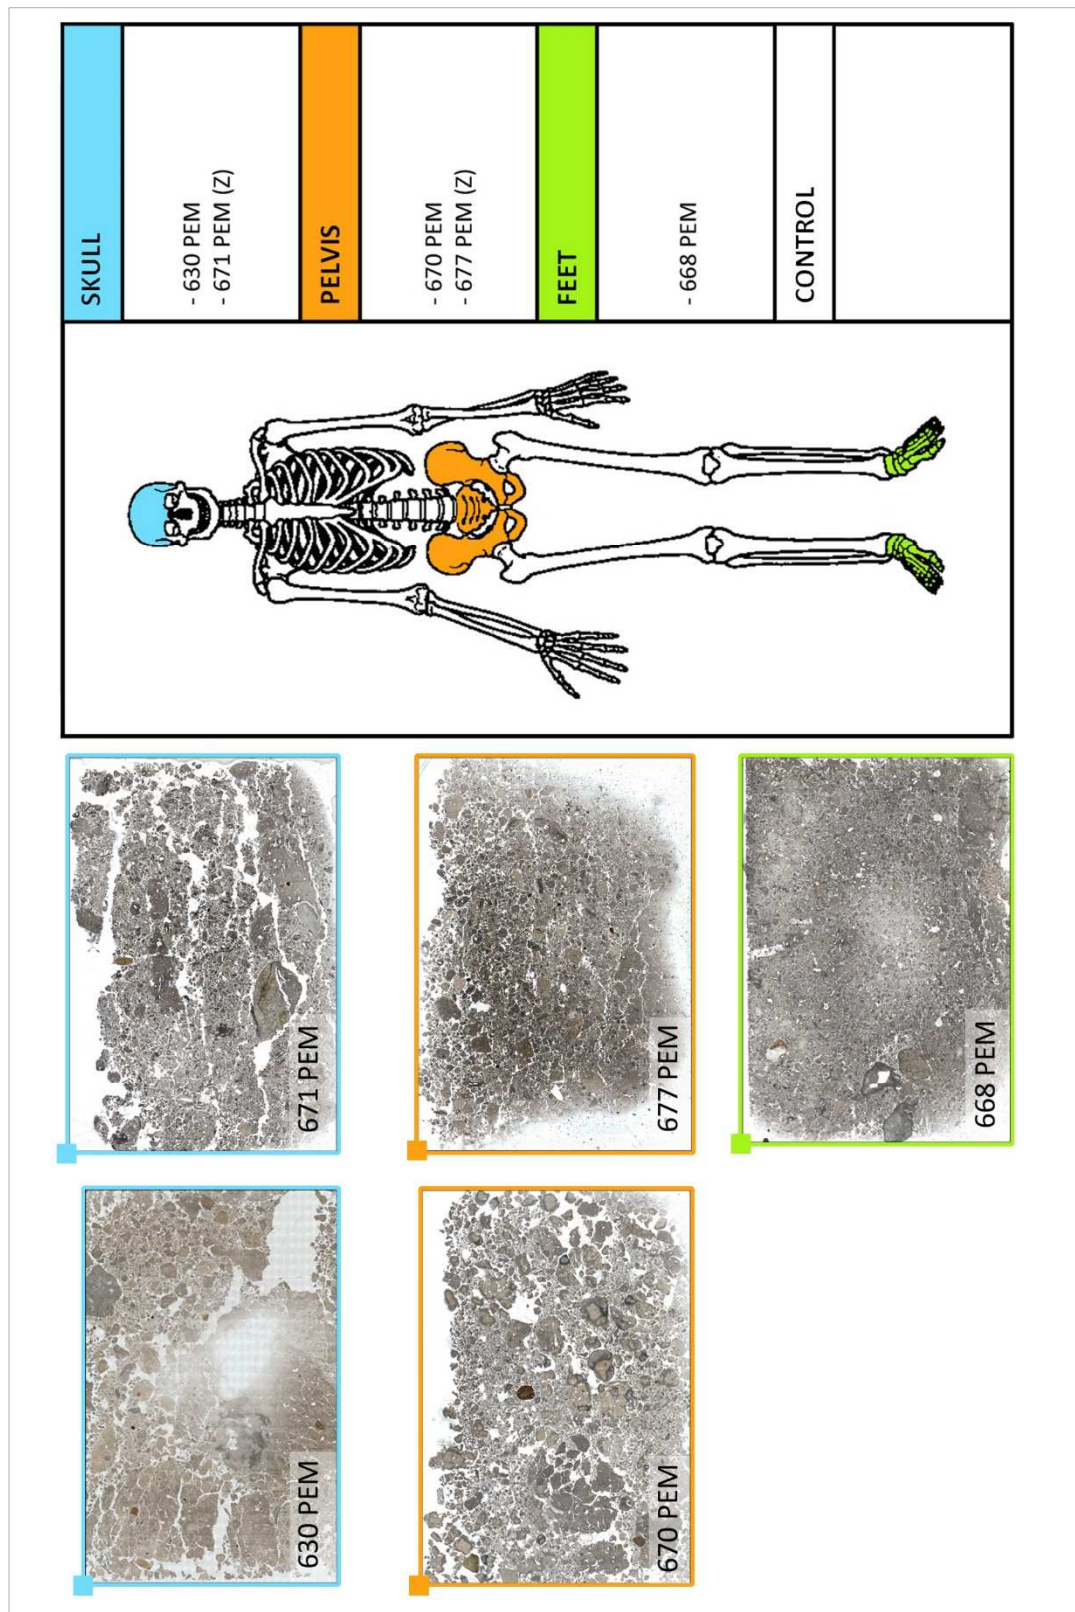 SKULL
- 630 PEM
- 671 PEM (Z)
PELVIS
- 670 PEM
- 677 PEM (Z)
FEET
- 668 PEM
CONTROL
630 PEM
671 PEM
670 PEM
677 PEM
668 PEM